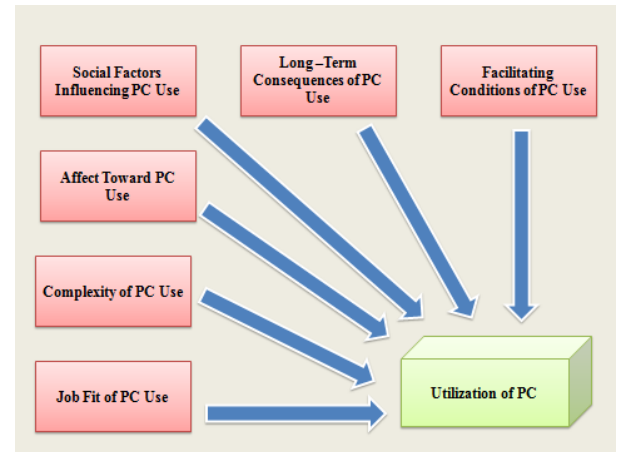 Social Factors
Influencing PC Use
Long –Term
Consequences of PC
Use
Facilitating
Conditions of PC Use
Affect Toward PC
Use
Complexity of PC Use
Job Fit of PC Use
Utilization of PC